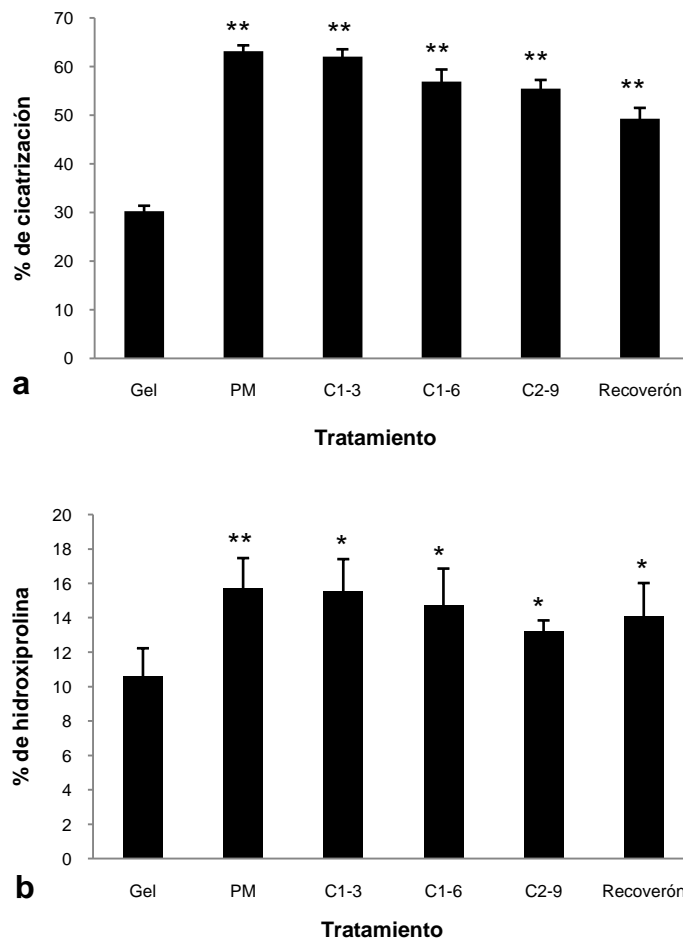 70
60
50
40
30
20
10
0
% de cicatrización
** ** ** ** **
Gel PM C1-3 C1-6 C2-9 Recoverón
a
Tratamiento
20
18
16
14
12
10
8
6
4
2
0
% de hidroxiprolina
** * * * *
Gel PM C1-3 C1-6 C2-9 Recoverón
b
Tratamiento